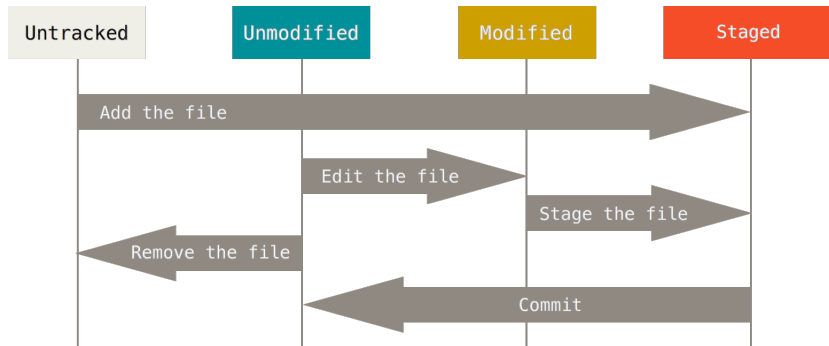 Untracked
Unmodified
Modified
Staged
Add the file
Edit the file
Stage the file
Remove the file
Commit